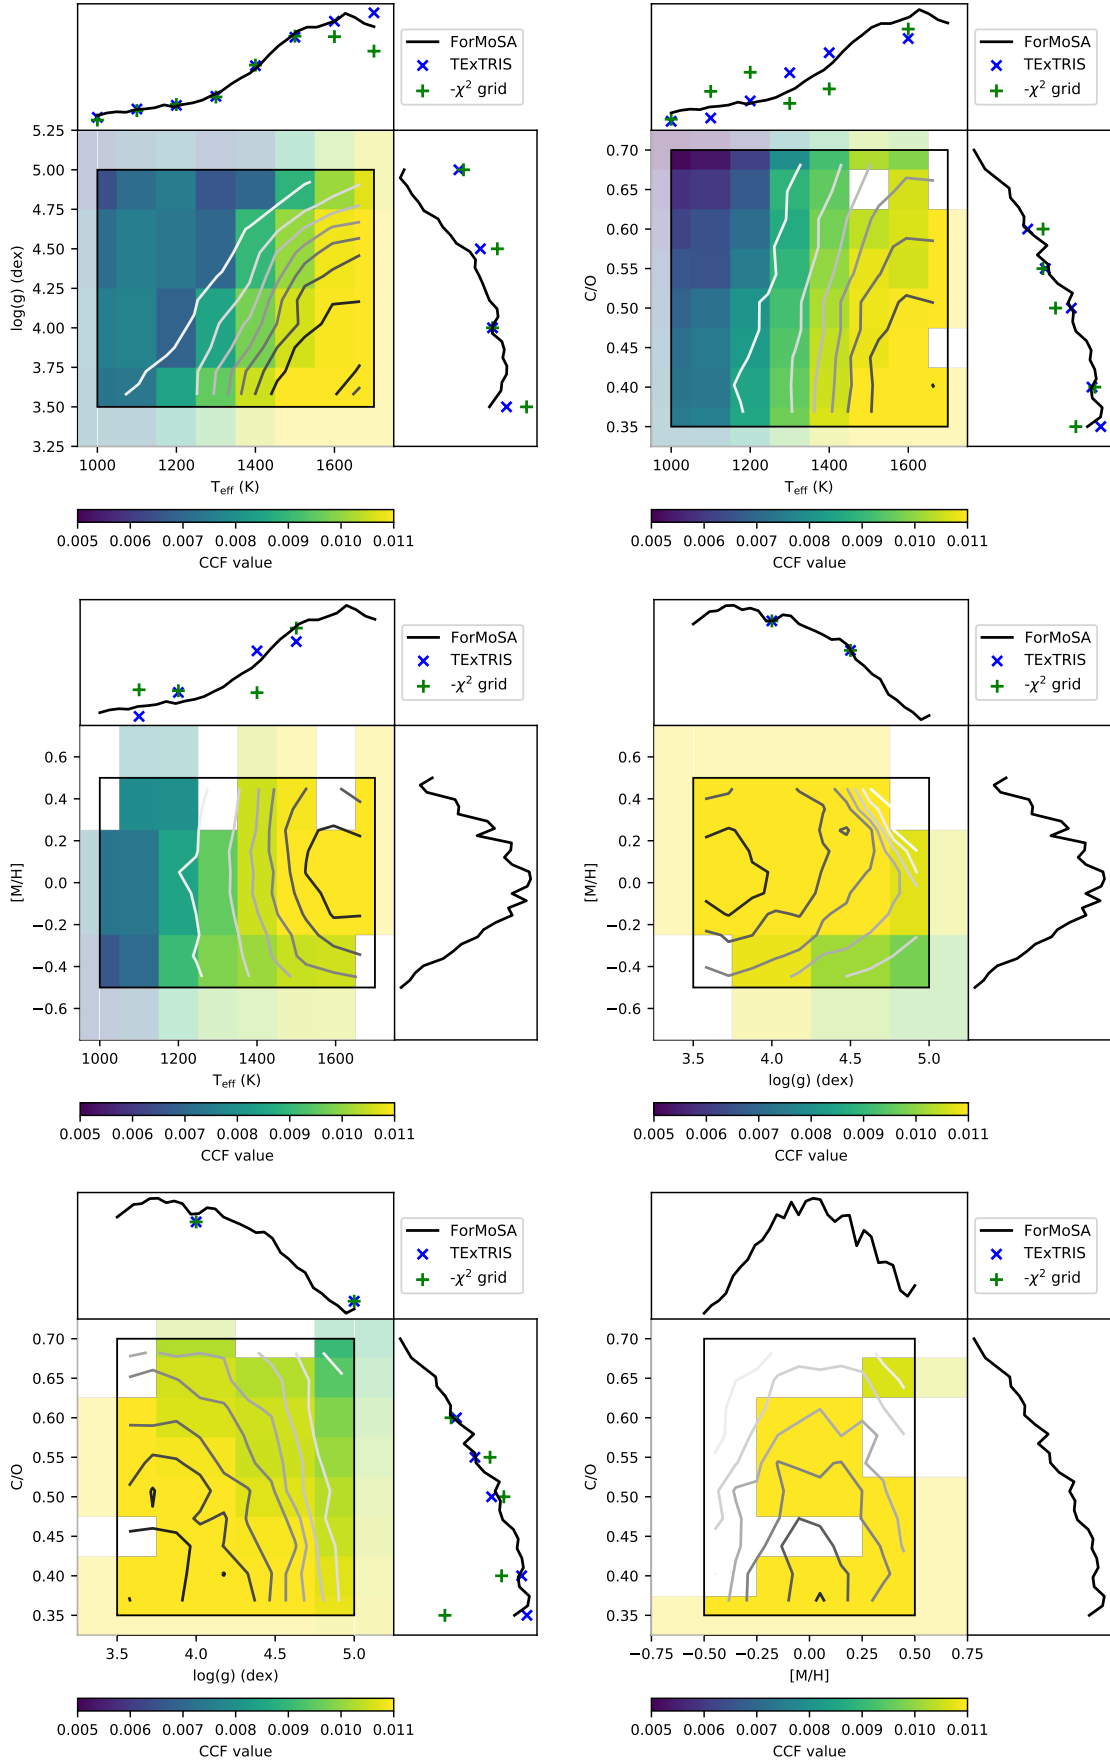 ForMoSA
TExTRIS
-χ² grid
5.25
5.00
4.75
4.50
4.25
4.00
3.75
3.50
3.25
log(g) (dex)
1000 1200 1400 1600
T_eff (K)
0.005 0.006 0.007 0.008 0.009 0.010 0.011
CCF value
ForMoSA
TExTRIS
-χ² grid
0.70
0.65
0.60
0.55
0.50
0.45
0.40
0.35
C/O
1000 1200 1400 1600
T_eff (K)
0.005 0.006 0.007 0.008 0.009 0.010 0.011
CCF value
ForMoSA
TExTRIS
-χ² grid
0.6
0.4
0.2
0.0
−0.2
−0.4
−0.6
[M/H]
1000 1200 1400 1600
T_eff (K)
0.005 0.006 0.007 0.008 0.009 0.010 0.011
CCF value
ForMoSA
TExTRIS
-χ² grid
0.6
0.4
0.2
0.0
−0.2
−0.4
−0.6
[M/H]
3.5 4.0 4.5 5.0
log(g) (dex)
0.005 0.006 0.007 0.008 0.009 0.010 0.011
CCF value
ForMoSA
TExTRIS
-χ² grid
0.70
0.65
0.60
0.55
0.50
0.45
0.40
0.35
C/O
3.5 4.0 4.5 5.0
log(g) (dex)
0.005 0.006 0.007 0.008 0.009 0.010 0.011
CCF value
ForMoSA
TExTRIS
-χ² grid
0.70
0.65
0.60
0.55
0.50
0.45
0.40
0.35
C/O
−0.75 −0.50 −0.25 0.00 0.25 0.50 0.75
[M/H]
0.005 0.006 0.007 0.008 0.009 0.010 0.011
CCF value